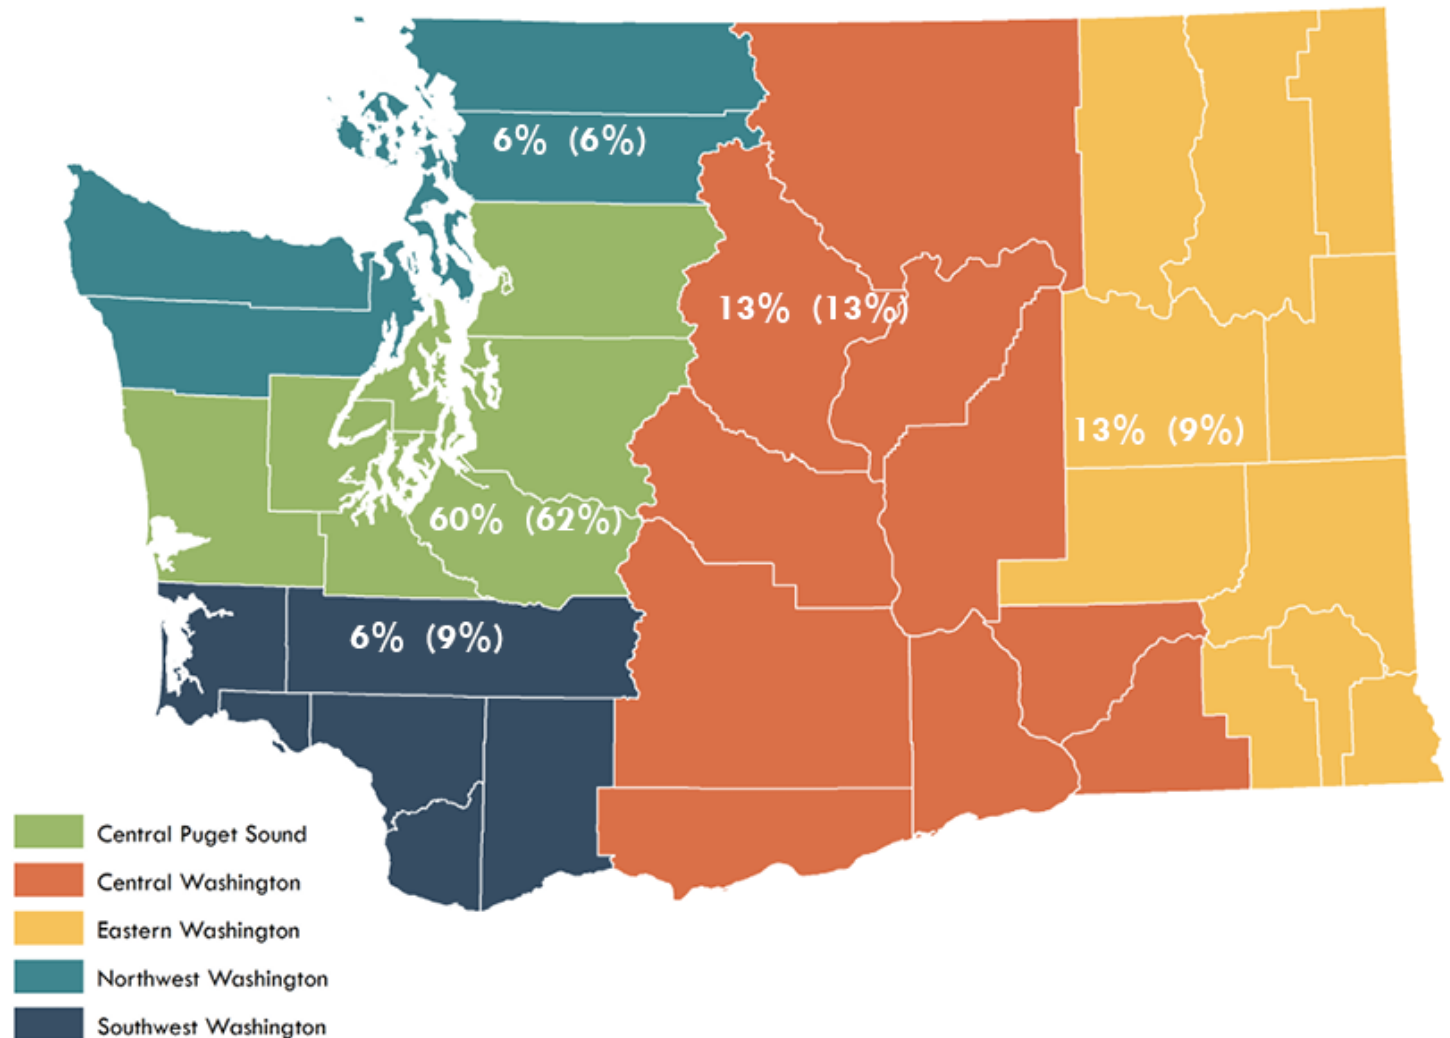 6% (6%)
13% (13%)
13% (9%)
60% (62%)
6% (9%)
Central Puget Sound
Central Washington
Eastern Washington
Northwest Washington
Southwest Washington